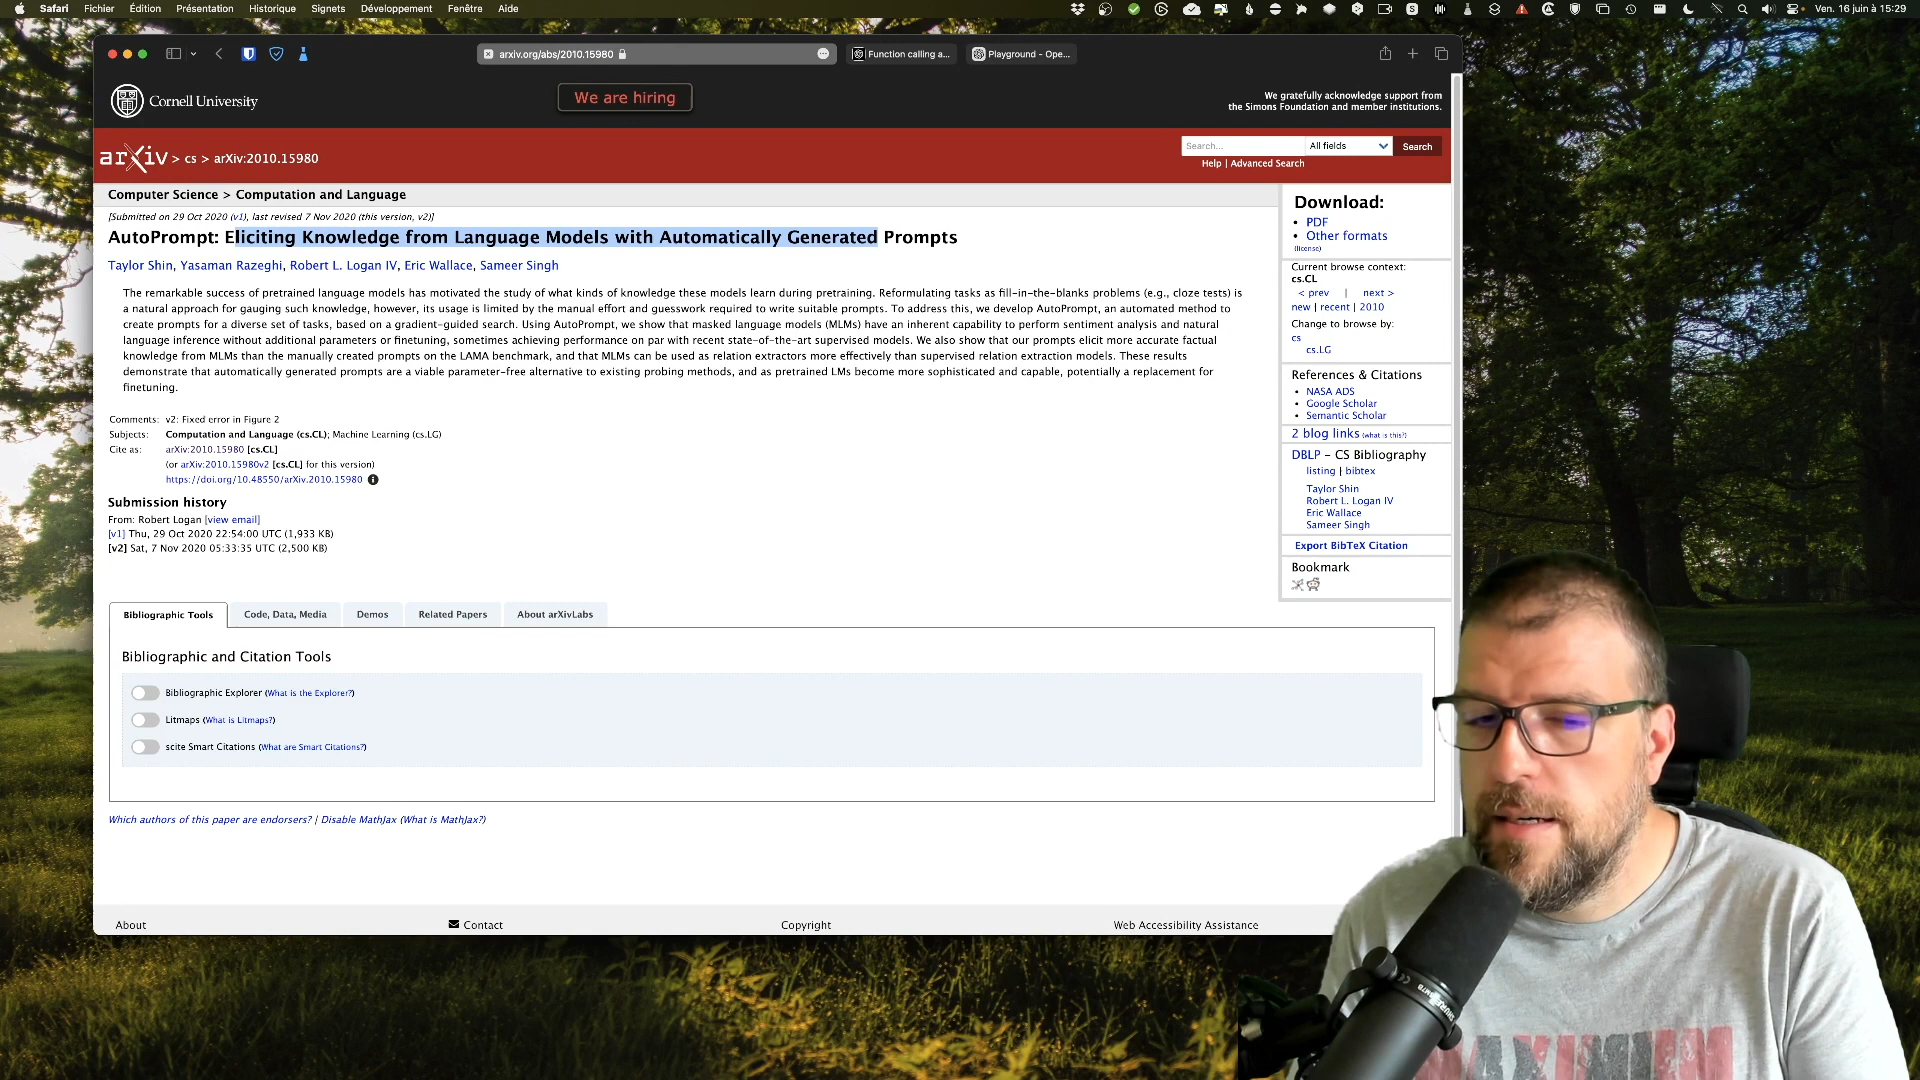 Safari Fichier Édition Présentation Historique Signets Développement Fenêtre Aide
Ven. 16 juin à 15:29
arxiv.org/abs/2010.15980
Function calling a...
Playground - Ope...
Cornell University
We are hiring
We gratefully acknowledge support from
the Simons Foundation and member institutions.
arXiv > cs > arXiv:2010.15980
Search...
All fields
Search
Help | Advanced Search
Computer Science > Computation and Language
[Submitted on 29 Oct 2020 (v1), last revised 7 Nov 2020 (this version, v2)]
AutoPrompt: Eliciting Knowledge from Language Models with Automatically Generated Prompts
Taylor Shin, Yasaman Razeghi, Robert L. Logan IV, Eric Wallace, Sameer Singh
The remarkable success of pretrained language models has motivated the study of what kinds of knowledge these models learn during pretraining. Reformulating tasks as fill-in-the-blanks problems (e.g., cloze tests) is
a natural approach for gauging such knowledge, however, its usage is limited by the manual effort and guesswork required to write suitable prompts. To address this, we develop AutoPrompt, an automated method to
create prompts for a diverse set of tasks, based on a gradient-guided search. Using AutoPrompt, we show that masked language models (MLMs) have an inherent capability to perform sentiment analysis and natural
language inference without additional parameters or finetuning, sometimes achieving performance on par with recent state-of-the-art supervised models. We also show that our prompts elicit more accurate factual
knowledge from MLMs than the manually created prompts on the LAMA benchmark, and that MLMs can be used as relation extractors more effectively than supervised relation extraction models. These results
demonstrate that automatically generated prompts are a viable parameter-free alternative to existing probing methods, and as pretrained LMs become more sophisticated and capable, potentially a replacement for
finetuning.
Comments: v2: Fixed error in Figure 2
Subjects: Computation and Language (cs.CL); Machine Learning (cs.LG)
Cite as: arXiv:2010.15980 [cs.CL]
(or arXiv:2010.15980v2 [cs.CL] for this version)
https://doi.org/10.48550/arXiv.2010.15980
Submission history
From: Robert Logan [view email]
[v1] Thu, 29 Oct 2020 22:54:00 UTC (1,933 KB)
[v2] Sat, 7 Nov 2020 05:33:35 UTC (2,500 KB)
Download:
PDF
Other formats
(license)
Current browse context:
cs.CL
< prev | next >
new | recent | 2010
Change to browse by:
cs
cs.LG
References & Citations
NASA ADS
Google Scholar
Semantic Scholar
2 blog links (what is this?)
DBLP - CS Bibliography
listing | bibtex
Taylor Shin
Robert L. Logan IV
Eric Wallace
Sameer Singh
Export BibTeX Citation
Bookmark
Bibliographic Tools
Code, Data, Media
Demos
Related Papers
About arXivLabs
Bibliographic and Citation Tools
Bibliographic Explorer (What is the Explorer?)
Litmaps (What is Litmaps?)
scite Smart Citations (What are Smart Citations?)
Which authors of this paper are endorsers? | Disable MathJax (What is MathJax?)
About
Contact
Copyright
Web Accessibility Assistance
SHURE SM7B